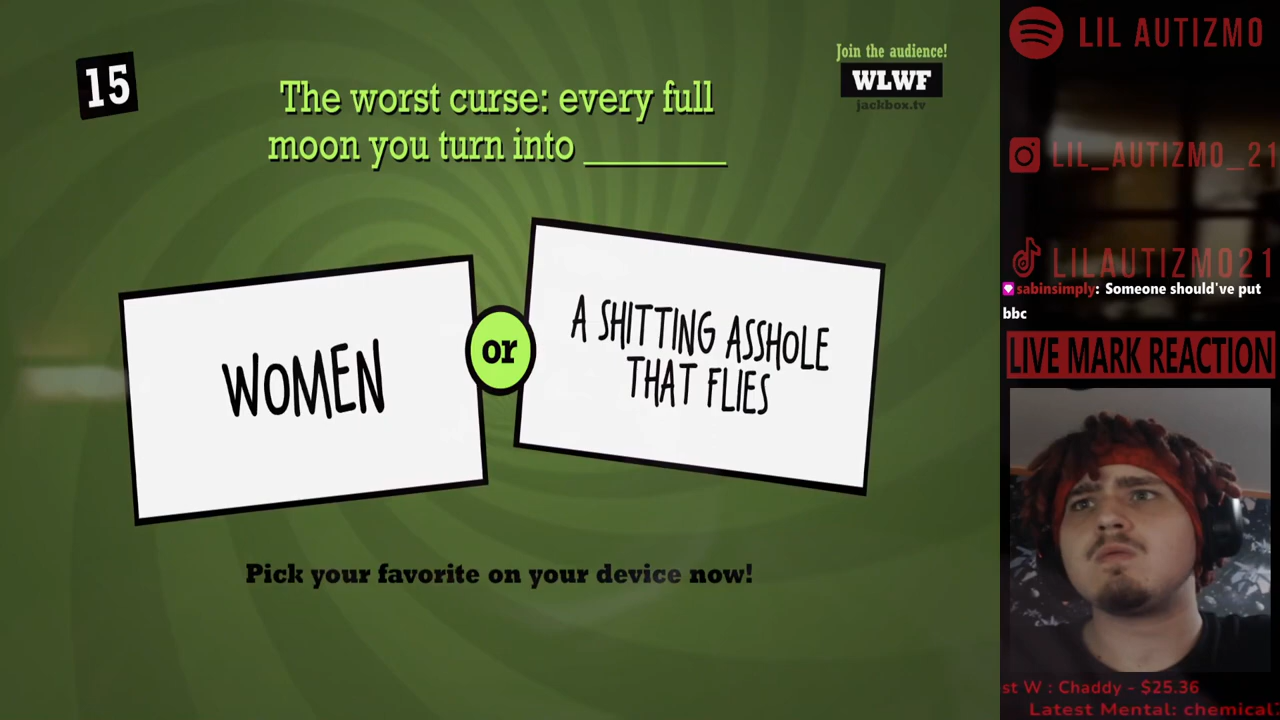 15
The worst curse: every full
moon you turn into ________
Join the audience!
WLWF
jackbox.tv
WOMEN
or
A SHITTING ASSHOLE
THAT FLIES
Pick your favorite on your device now!
LIL AUTIZMO
LIL_AUTIZMO_21
LILAUTIZMO21
sabinsimply: Someone should've put
bbc
LIVE MARK REACTION
st W : Chaddy - $25.36
Latest Mental: chemical